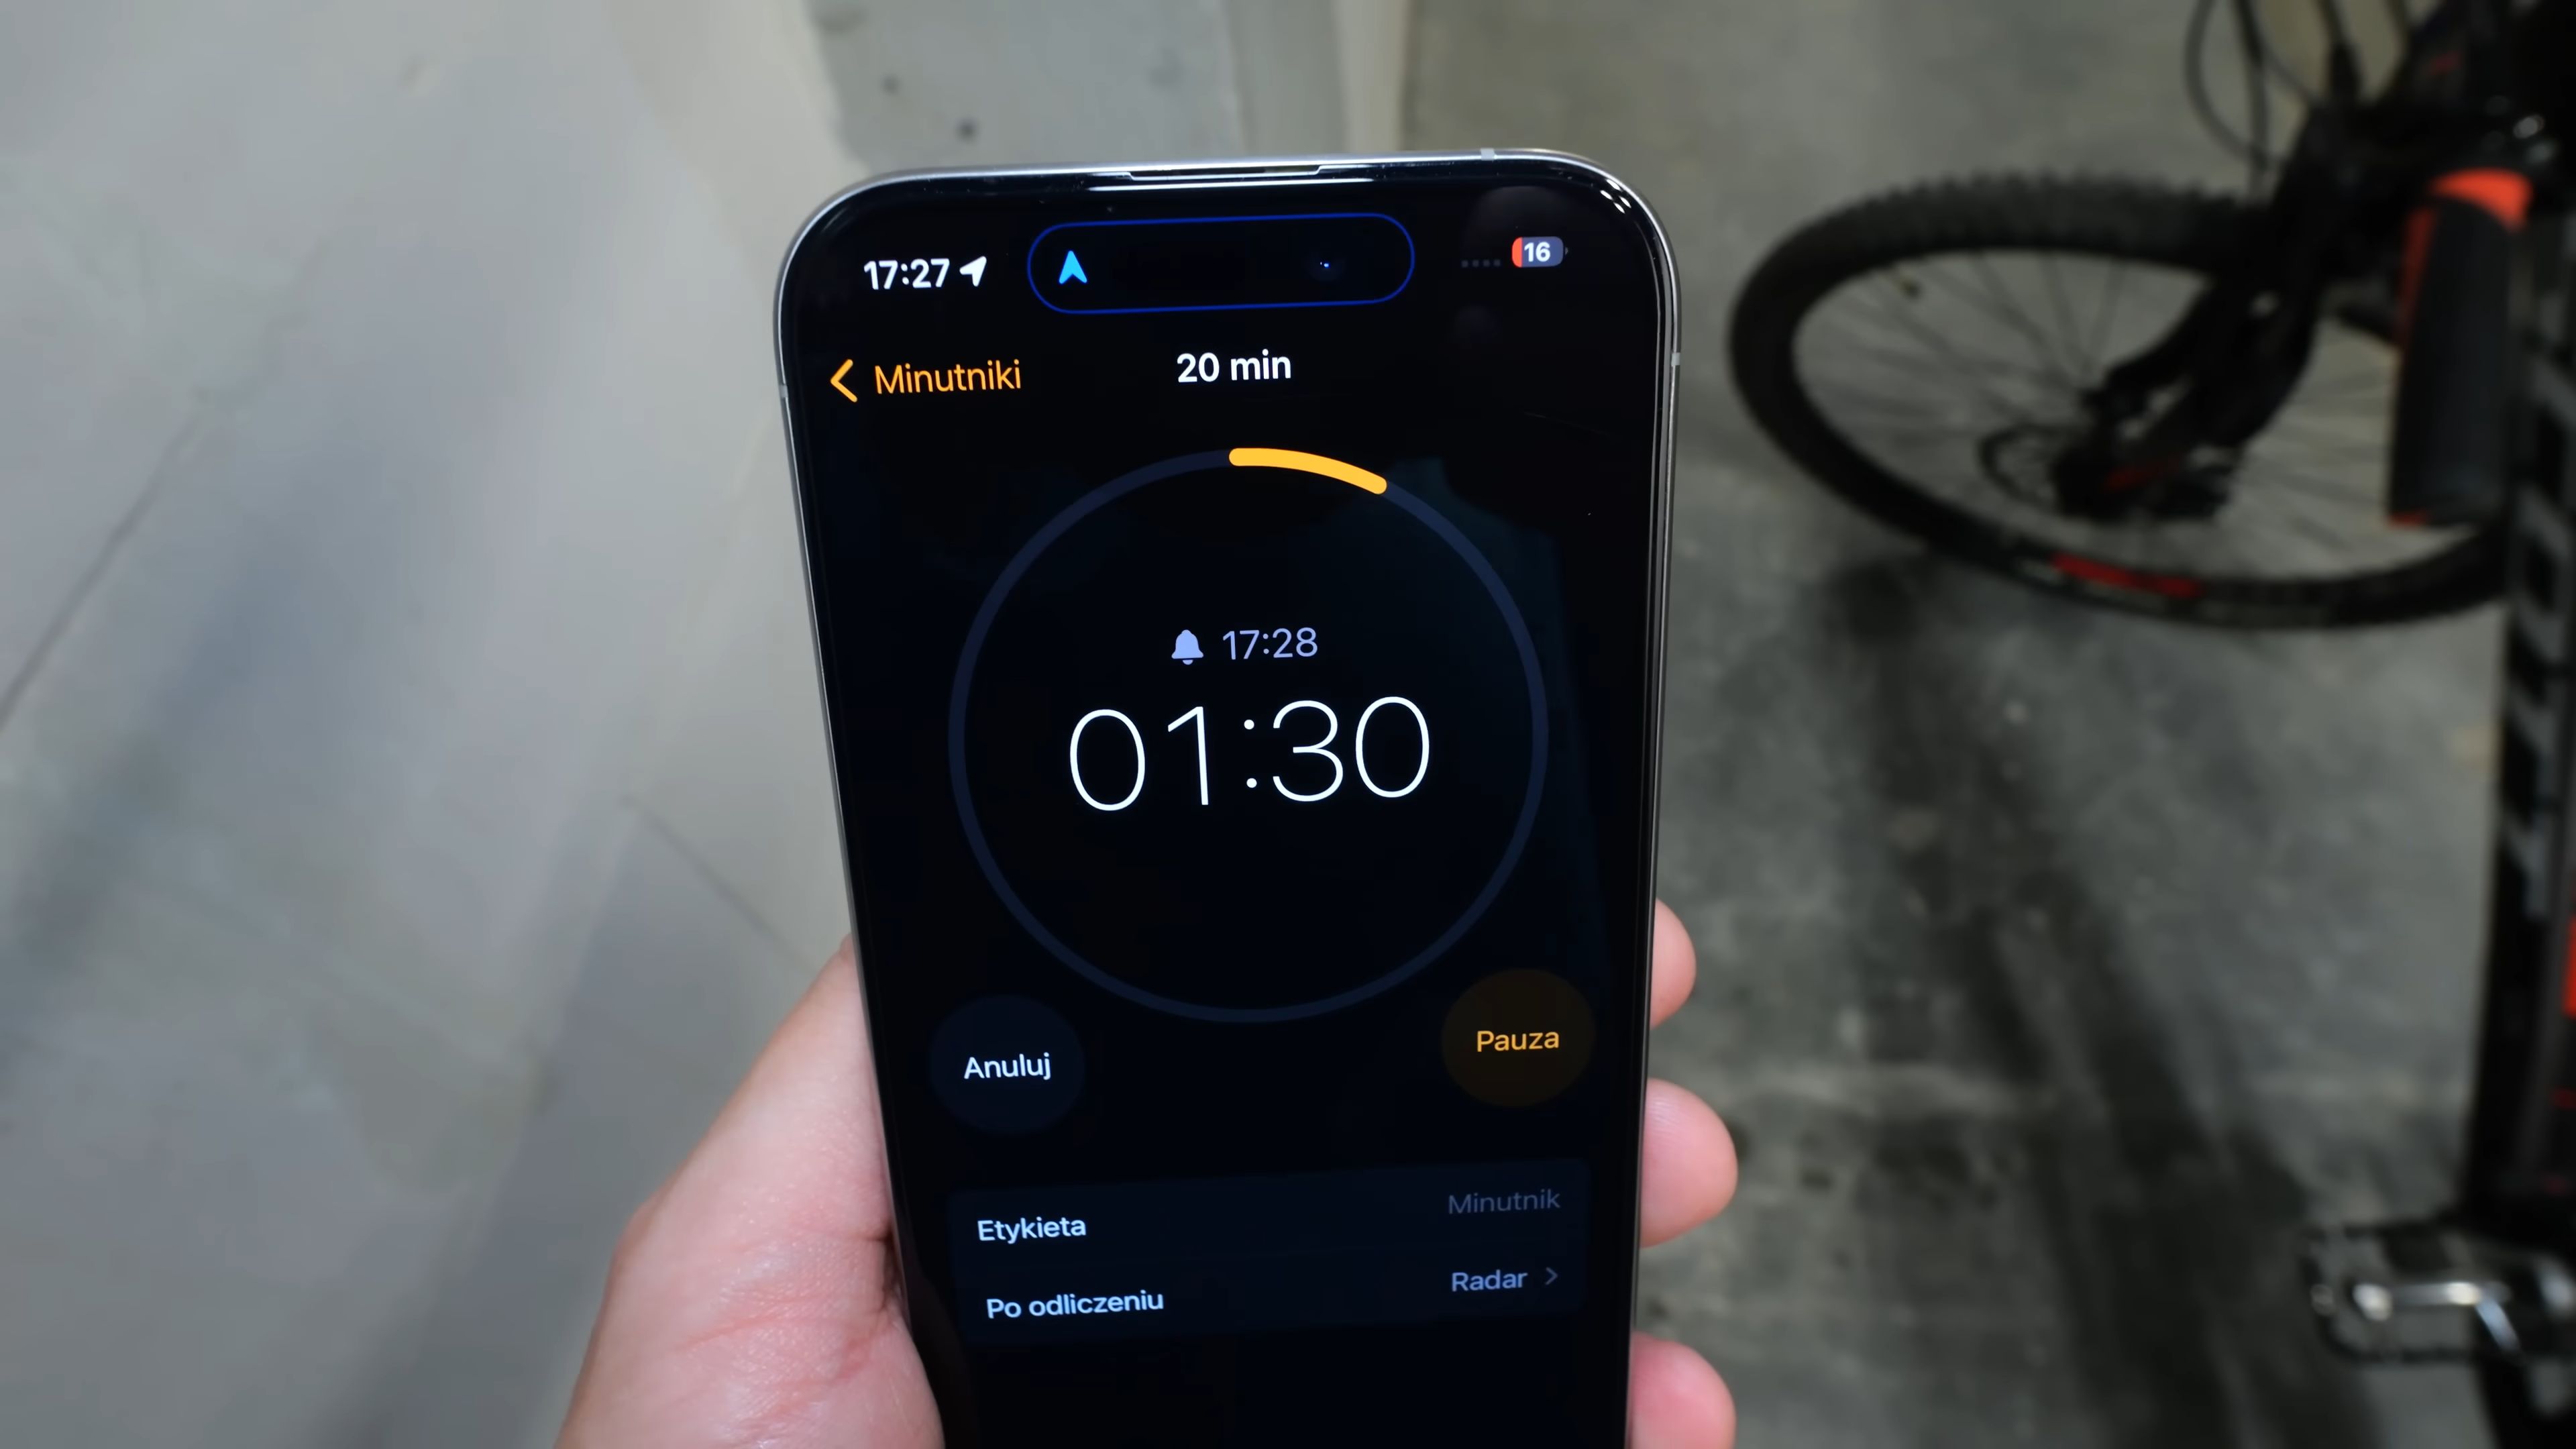 17:27 16
Minutniki 20 min
17:28
01:30
Anuluj Pauza
Etykieta Minutnik
Po odliczeniu Radar